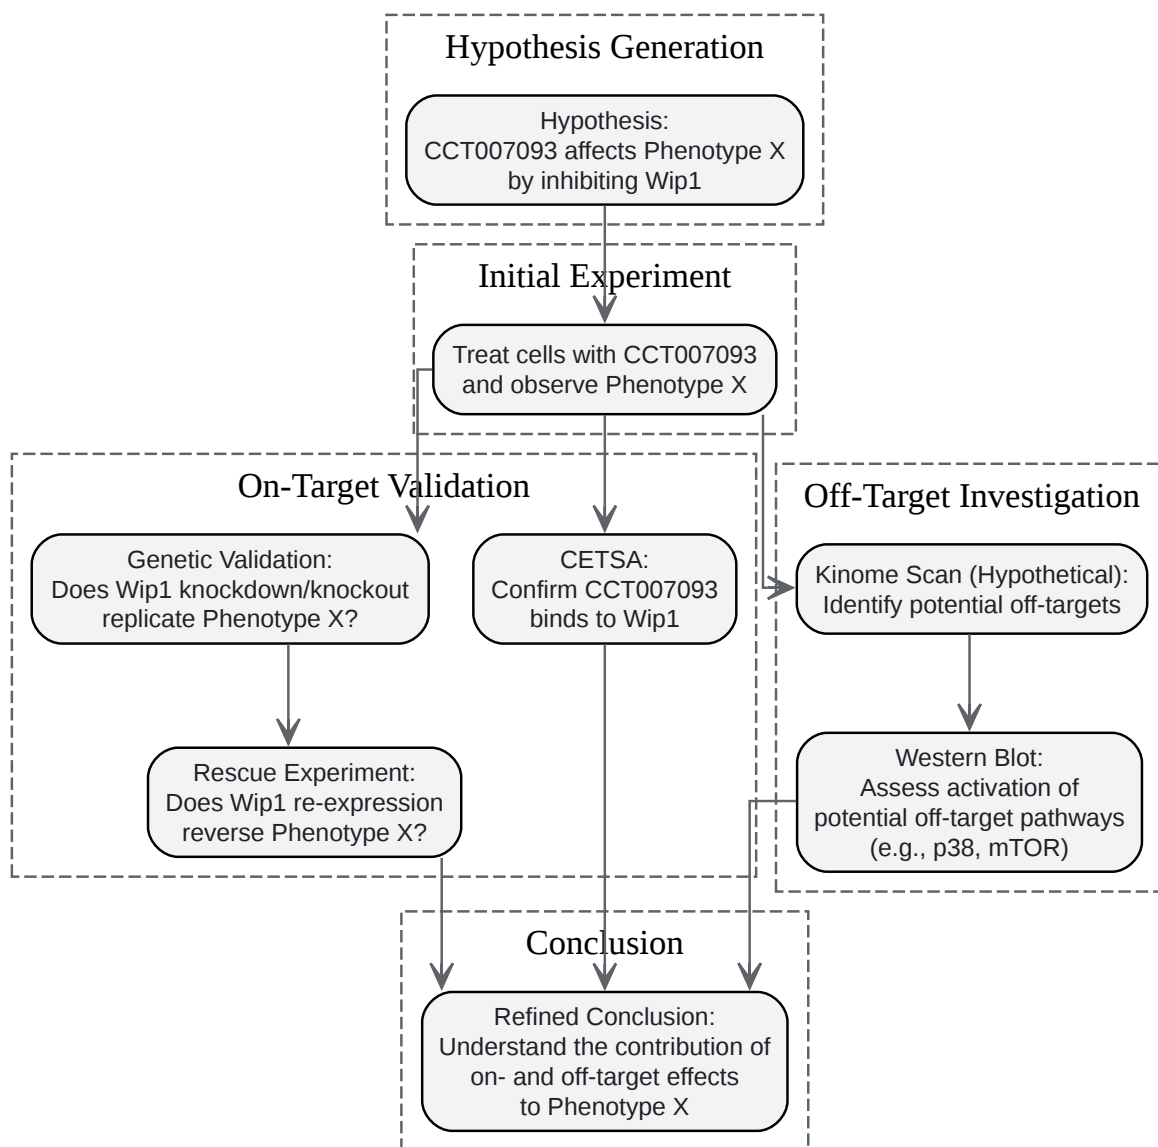 Hypothesis Generation
Hypothesis:
CCT007093 affects Phenotype X
by inhibiting Wip1
Initial Experiment
Treat cells with CCT007093
and observe Phenotype X
On-Target Validation
Genetic Validation:
Does Wip1 knockdown/knockout
replicate Phenotype X?
CETSA:
Confirm CCT007093
binds to Wip1
Rescue Experiment:
Does Wip1 re-expression
reverse Phenotype X?
Off-Target Investigation
Kinome Scan (Hypothetical):
Identify potential off-targets
Western Blot:
Assess activation of
potential off-target pathways
(e.g., p38, mTOR)
Conclusion
Refined Conclusion:
Understand the contribution of
on- and off-target effects
to Phenotype X